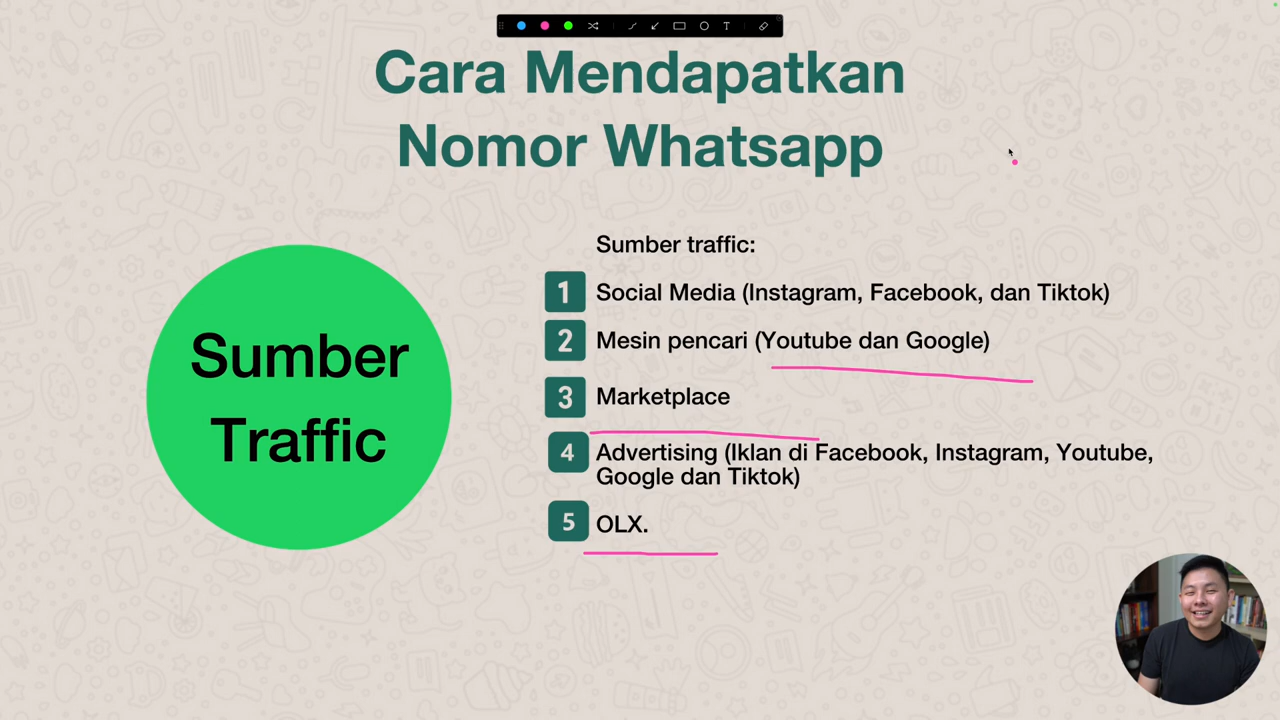 Cara Mendapatkan
Nomor Whatsapp
Sumber
Traffic
Sumber traffic:
1 Social Media (Instagram, Facebook, dan Tiktok)
2 Mesin pencari (Youtube dan Google)
3 Marketplace
4 Advertising (Iklan di Facebook, Instagram, Youtube,
Google dan Tiktok)
5 OLX.
T